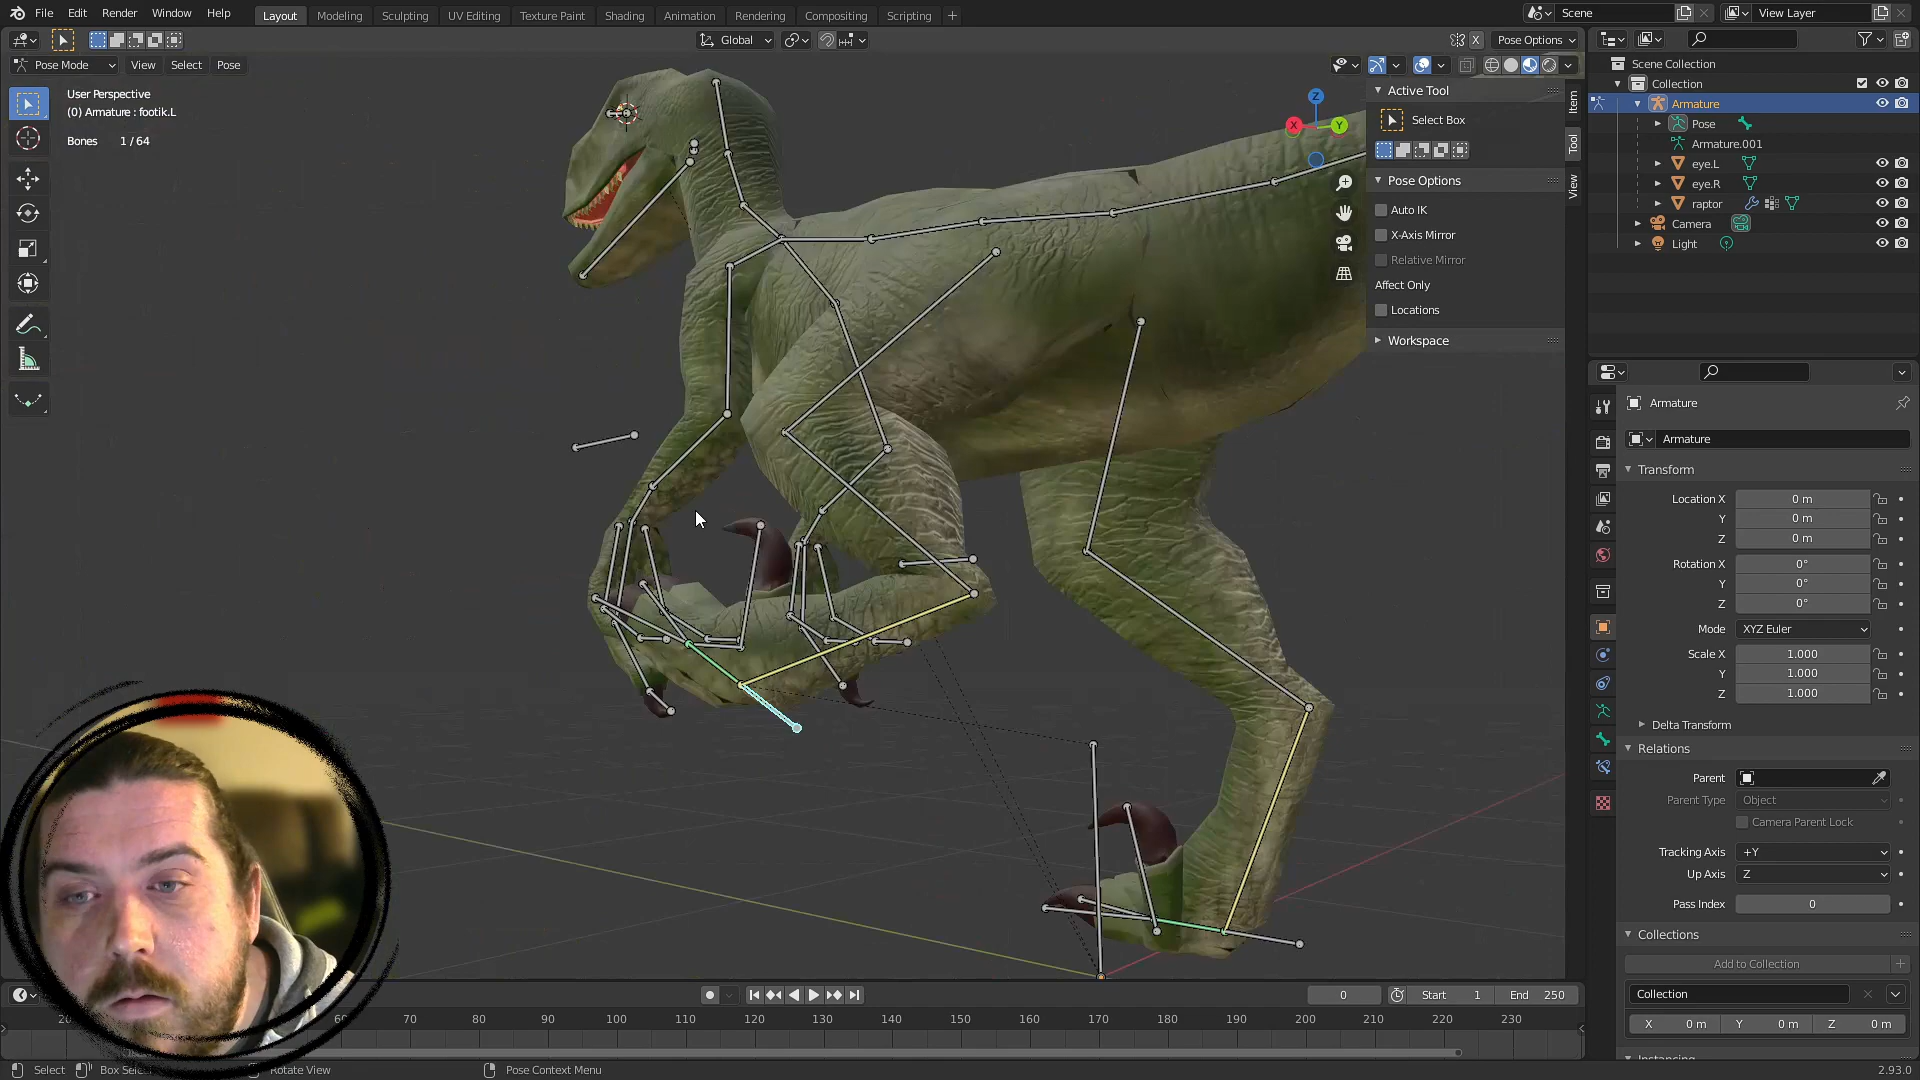 File Edit Render Window Help
Layout Modeling Sculpting UV Editing Texture Paint Shading Animation Rendering Compositing Scripting +
Scene
View Layer
Global
X Pose Options
Pose Mode View Select Pose
User Perspective
(0) Armature : footik.L
Bones 1 / 64
Z
X
Y
Active Tool
Select Box
Pose Options
Auto IK
X-Axis Mirror
Relative Mirror
Affect Only
Locations
Workspace
Item
Tool
View
Scene Collection
Collection
Armature
Pose
Armature.001
eye.L
eye.R
raptor
Camera
Light
Armature
Armature
Transform
Location X 0 m
Y 0 m
Z 0 m
Rotation X 0°
Y 0°
Z 0°
Mode XYZ Euler
Scale X 1.000
Y 1.000
Z 1.000
Delta Transform
Relations
Parent
Parent Type Object
Camera Parent Lock
Tracking Axis +Y
Up Axis Z
Pass Index 0
Collections
Add to Collection +
Collection
X 0 m Y 0 m Z 0 m
0 Start 1 End 250
60 70 80 90 100 110 120 130 140 150 160 170 180 190 200 210 220 230
Select Rotate View Pose Context Menu 2.93.0